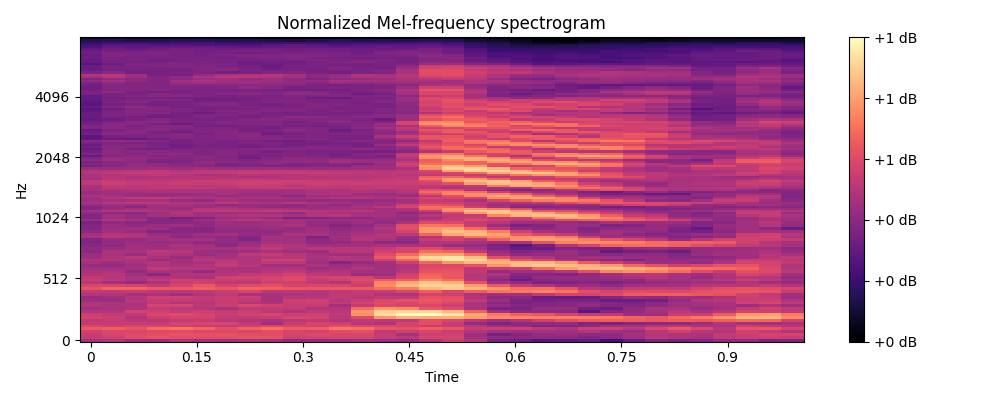 Normalized Mel-frequency spectrogram
Hz
4096
2048
1024
512
0
0 0.15 0.3 0.45 0.6 0.75 0.9
Time
+1 dB
+1 dB
+1 dB
+0 dB
+0 dB
+0 dB